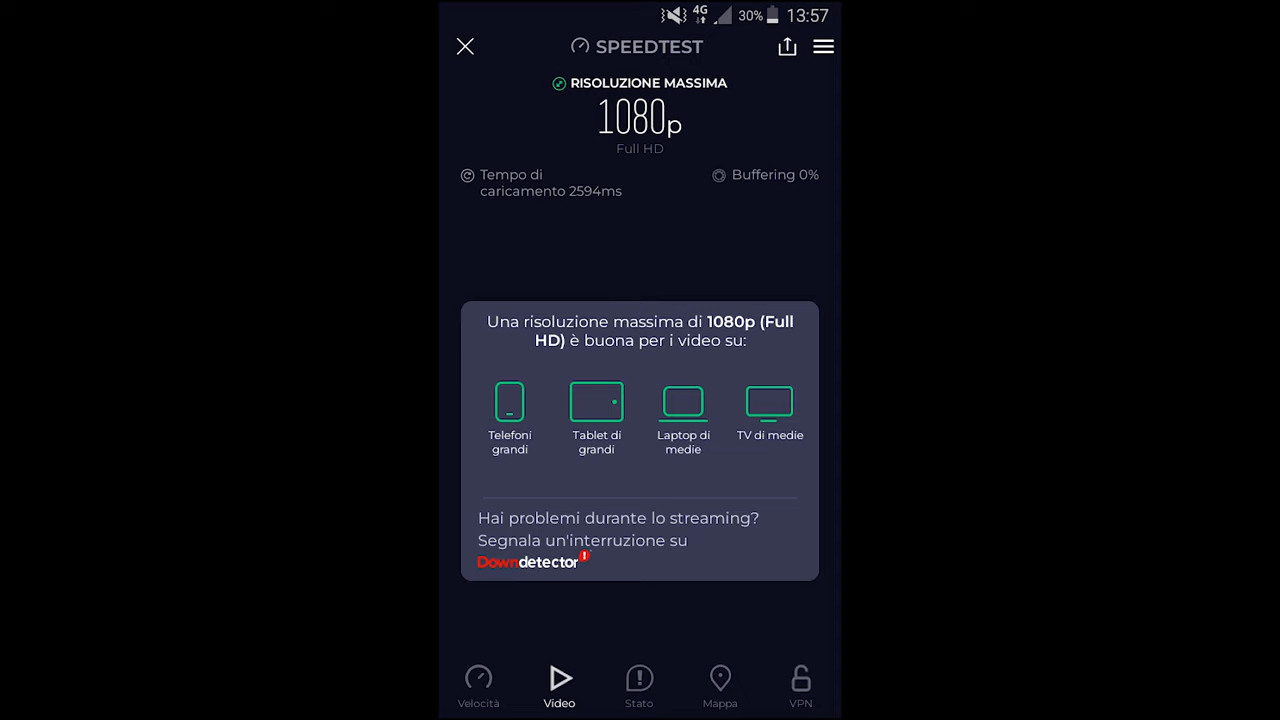 4G 30% 13:57
SPEEDTEST
RISOLUZIONE MASSIMA
1080p
Full HD
Tempo di
caricamento 2594ms
Buffering 0%
Una risoluzione massima di 1080p (Full
HD) è buona per i video su:
Telefoni
grandi
Tablet di
grandi
Laptop di
medie
TV di medie
Hai problemi durante lo streaming?
Segnala un'interruzione su
Downdetector
Velocità
Video
Stato
Mappa
VPN